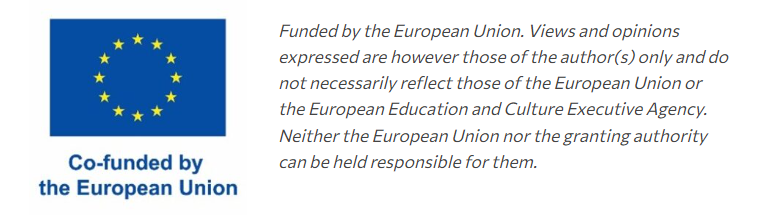 Co-funded by
the European Union
Funded by the European Union. Views and opinions
expressed are however those of the author(s) only and do
not necessarily reflect those of the European Union or
the European Education and Culture Executive Agency.
Neither the European Union nor the granting authority
can be held responsible for them.